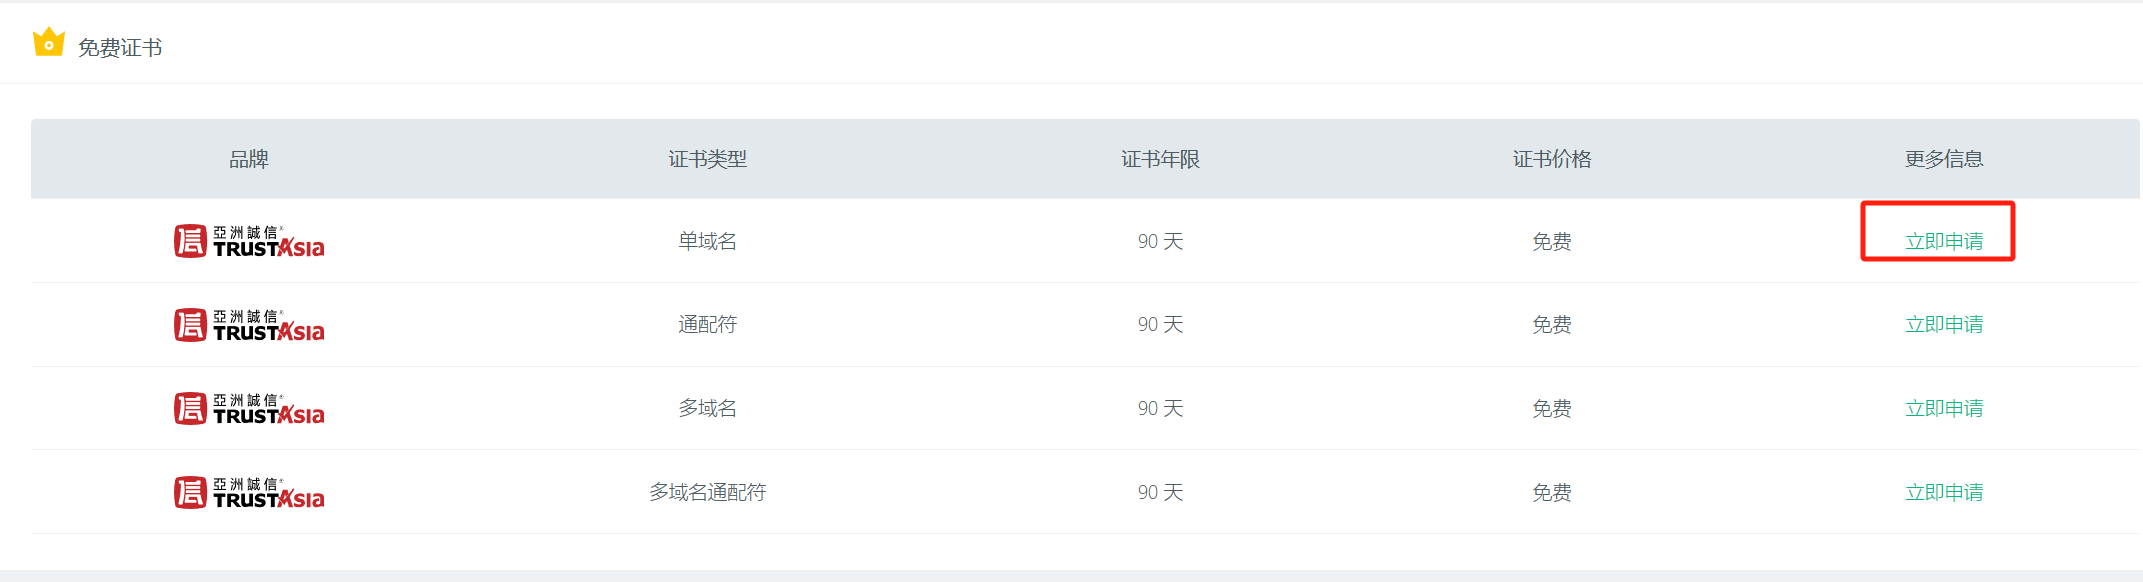 免费证书
品牌 证书类型 证书年限 证书价格 更多信息
亞洲誠信® TRUSTAsia 单域名 90 天 免费 立即申请
亞洲誠信® TRUSTAsia 通配符 90 天 免费 立即申请
亞洲誠信® TRUSTAsia 多域名 90 天 免费 立即申请
亞洲誠信® TRUSTAsia 多域名通配符 90 天 免费 立即申请